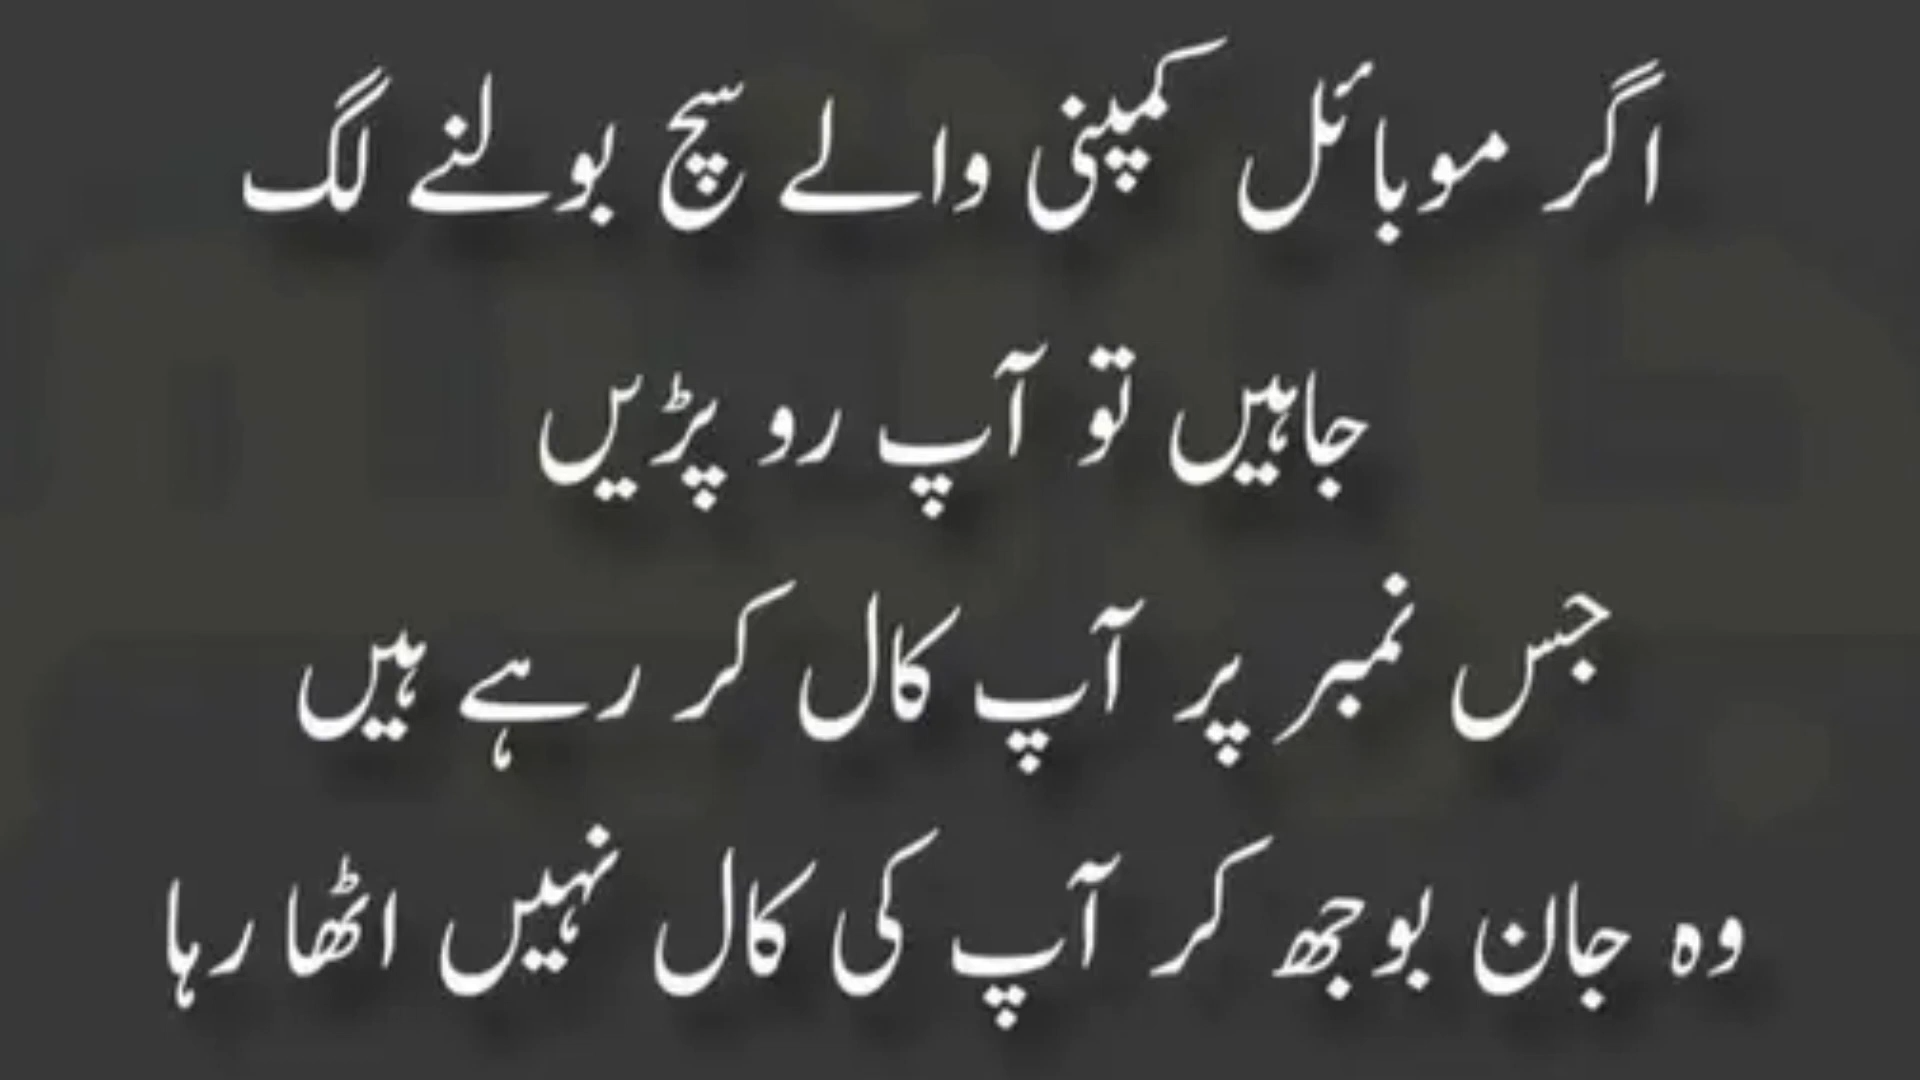 اگر موبائل کمپنی والے سچ بولنے لگ
جاہیں تو آپ رو پڑیں
جس نمبر پر آپ کال کر رہے ہیں
وہ جان بوجھ کر آپ کی کال نہیں اٹھا رہا